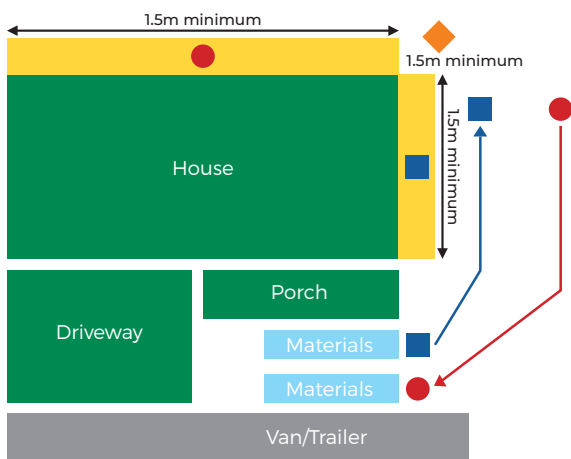 1.5m minimum
1.5m minimum
1.5m minimum
House
Porch
Driveway
Materials
Materials
Van/Trailer